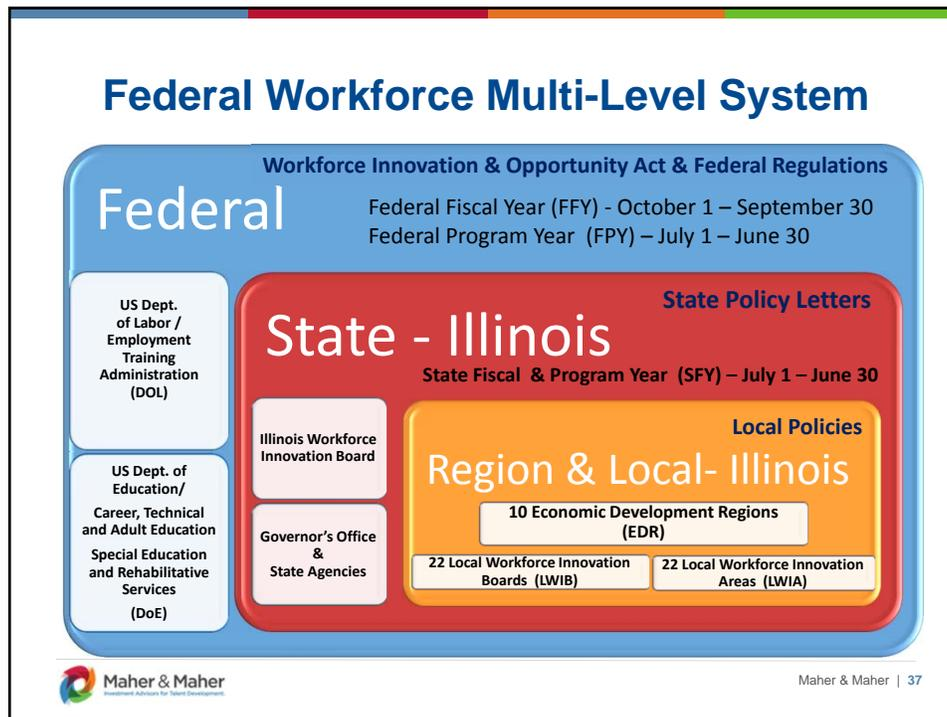 Federal Workforce Multi-Level System
Workforce Innovation & Opportunity Act & Federal Regulations
Federal
Federal Fiscal Year (FFY) - October 1 – September 30
Federal Program Year (FPY) – July 1 – June 30
US Dept.
of Labor /
Employment
Training
Administration
(DOL)
US Dept. of
Education/
Career, Technical
and Adult Education
Special Education
and Rehabilitative
Services
(DoE)
State Policy Letters
State - Illinois
State Fiscal & Program Year (SFY) – July 1 – June 30
Illinois Workforce
Innovation Board
Governor's Office
&
State Agencies
Local Policies
Region & Local- Illinois
10 Economic Development Regions
(EDR)
22 Local Workforce Innovation
Boards (LWIB)
22 Local Workforce Innovation
Areas (LWIA)
Maher & Maher
Investment Advisors for Talent Development.
Maher & Maher | 37